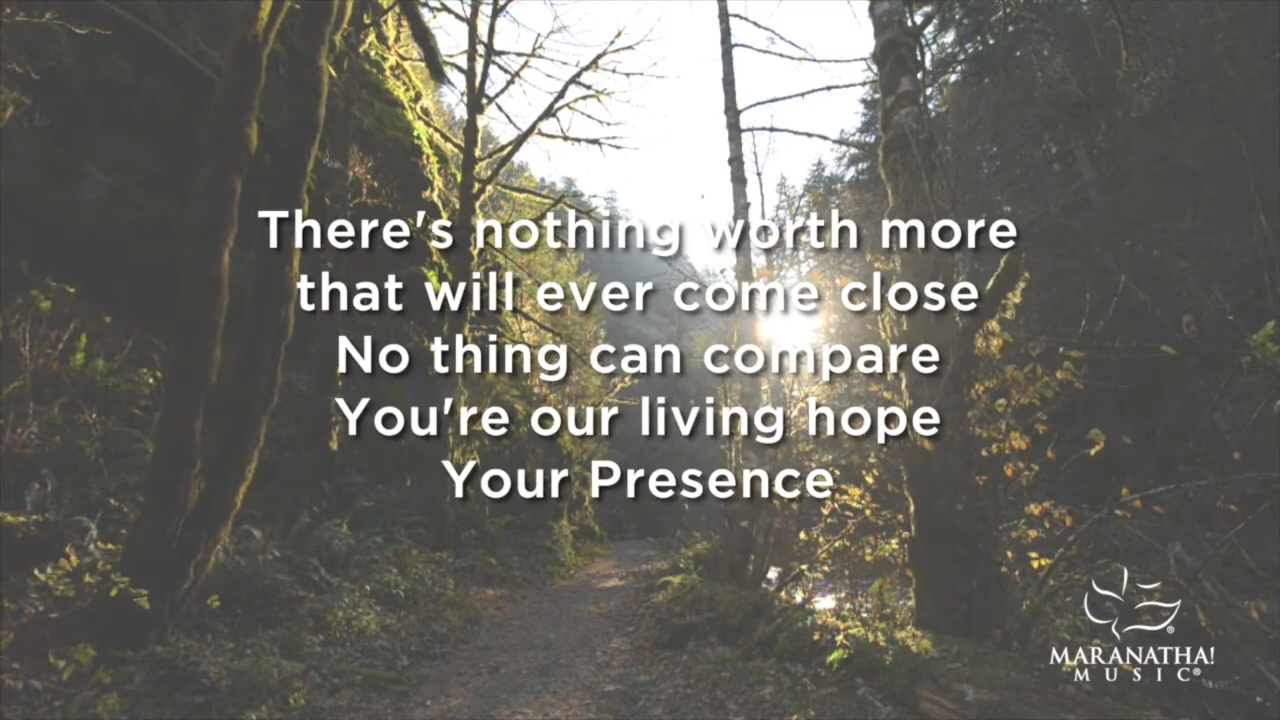 There's nothing worth more
that will ever come close
No thing can compare
You're our living hope
Your Presence
MARANATHA!
MUSIC®